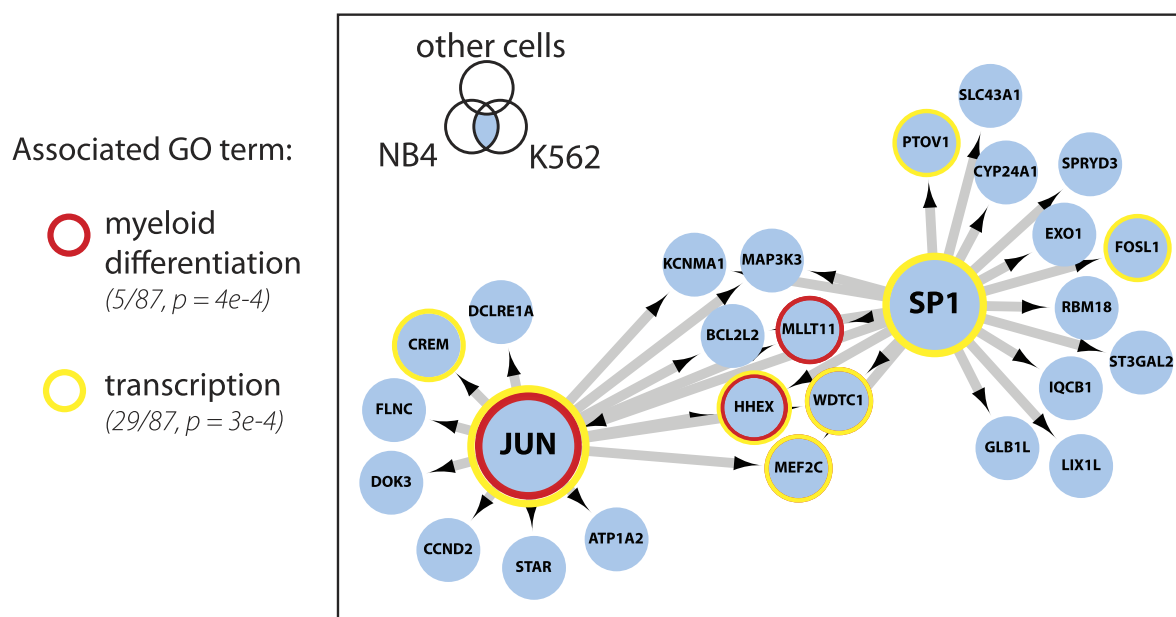 other cells
NB4
K562
Associated GO term:
myeloid
differentiation
(5/87, p = 4e-4)
transcription
(29/87, p = 3e-4)
SLC43A1
PTOV1
CYP24A1
SPRYD3
EXO1
FOSL1
KCNMA1
MAP3K3
SP1
RBM18
DCLRE1A
BCL2L2
MLLT11
CREM
ST3GAL2
IQCB1
FLNC
HHEX
WDTC1
JUN
GLB1L
LIX1L
MEF2C
DOK3
CCND2
STAR
ATP1A2